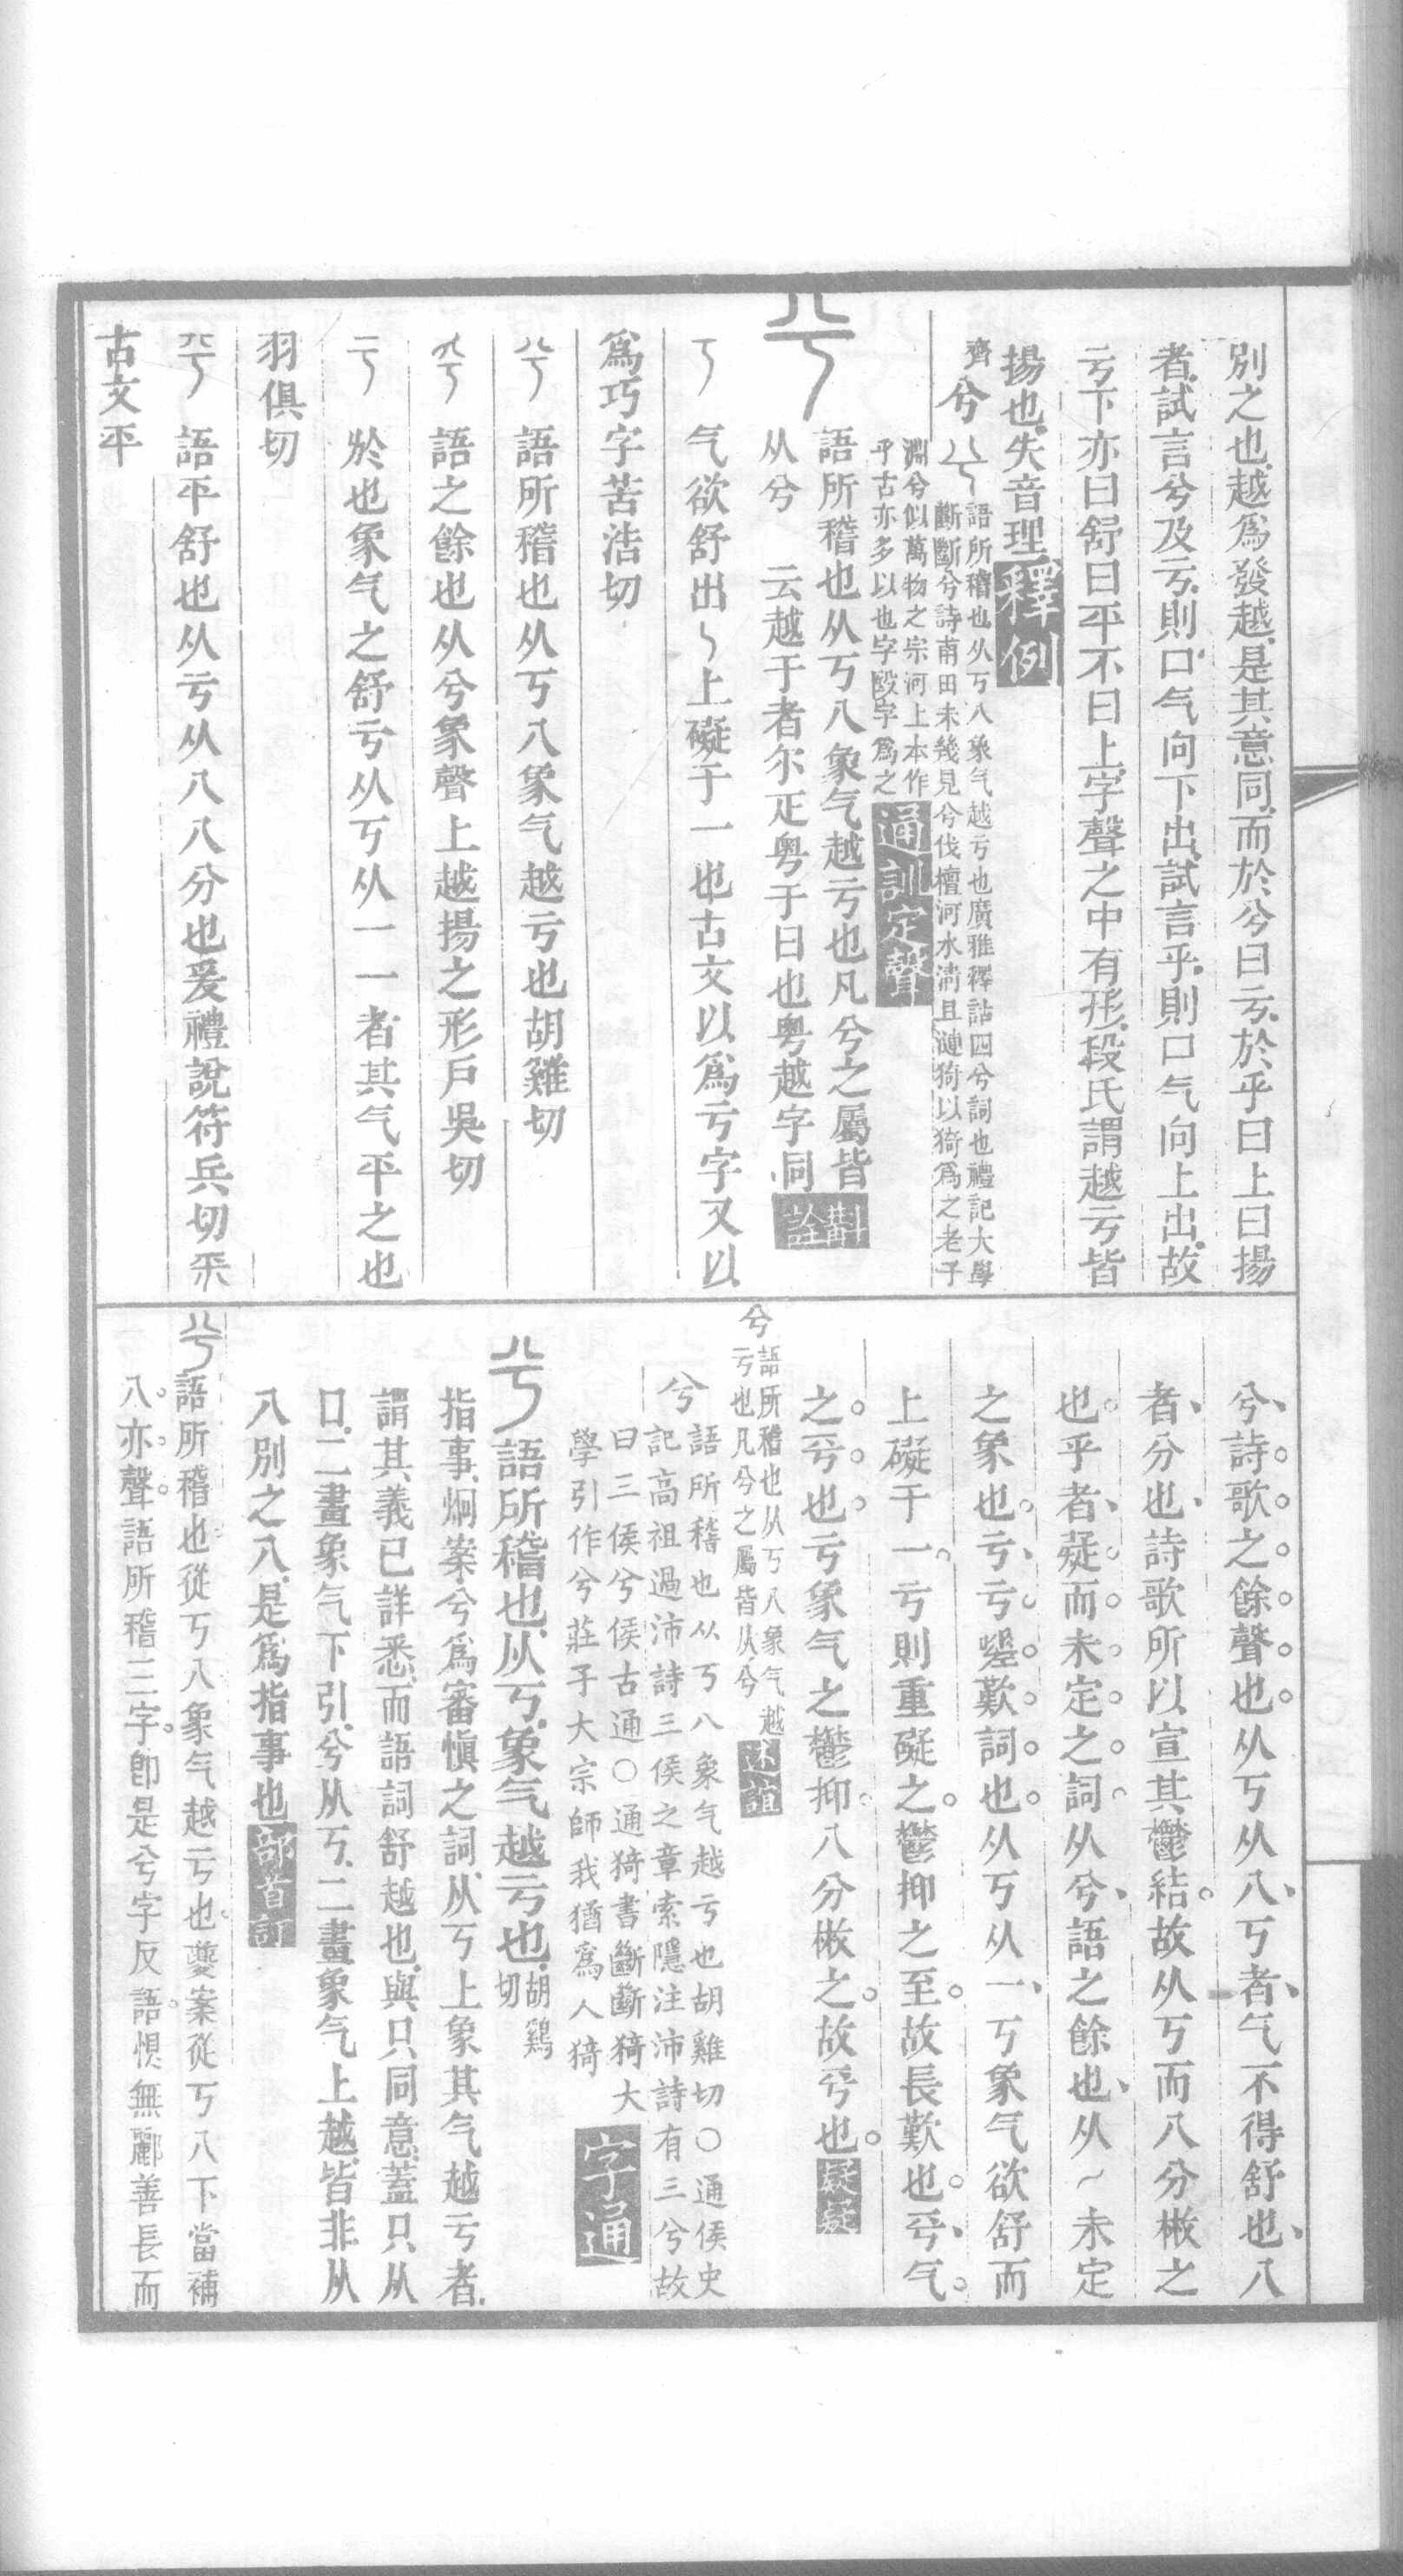 別之也越爲發越是其意同而於兮曰亏於乎曰上曰揚
者試言兮及亏則口气向下出試言乎則口气向上出故
亏下亦曰舒曰平不曰上字聲之中有形段氏謂越亏皆
揚也失音理釋例
齊兮
語所稽也从丂八象气越亏也廣雅釋詁四兮詞也禮記大學
斷斷兮詩甫田未幾見兮伐檀河水淸且漣猗以猗爲之老子
淵兮似萬物之宗河上本作
乎古亦多以也字殹字爲之通訓定聲
語所稽也从丂八象气越亏也凡兮之屬皆
从兮 云越于者尔疋粤于曰也粤越字同斠詮
丂 气欲舒出㇉上礙于一也古文以爲亏字又以
爲巧字苦浩切
兮 語所稽也从丂八象气越亏也胡雞切
乎 語之餘也从兮象聲上越揚之形戶吳切
亏 於也象气之舒亏从丂从一一者其气平之也
羽俱切
平 語平舒也从亏从八八分也爰禮說符兵切
古文平
兮詩歌之餘聲也从丂从八丂者气不得舒也八
者分也詩歌所以宣其鬱結故从丂而八分㪔之
也乎者疑而未定之詞从兮語之餘也从㇉未定
之象也亏亏嗟歎詞也从丂从一丂象气欲舒而
上礙于一亏則重礙之鬱抑之至故長歎也乎气
之乎也亏象气之鬱抑八分㪔之故乎也
兮
語所稽也从丂八象气越
亏也凡兮之屬皆从兮述誼
兮
語所稽也从丂八象气越亏也胡雞切○通侯史
記高祖過沛詩三侯之章索隱注沛詩有三兮故
曰三侯兮侯古通○通猗書斷斷猗大
學引作兮莊子大宗師我猶爲人猗字通
兮語所稽也从丂象气越亏也胡鷄切
指事炯案兮爲審愼之詞从丂上象其气越亏者
謂其義已詳悉而語詞舒越也與只同意蓋只从
口二畫象气下引兮从丂二畫象气上越皆非从
八別之八是爲指事也部首訂
兮語所稽也從丂八象气越亏也夔案從丂八下當補
八亦聲語所稽三字卽是兮字反語惧無酈善長而